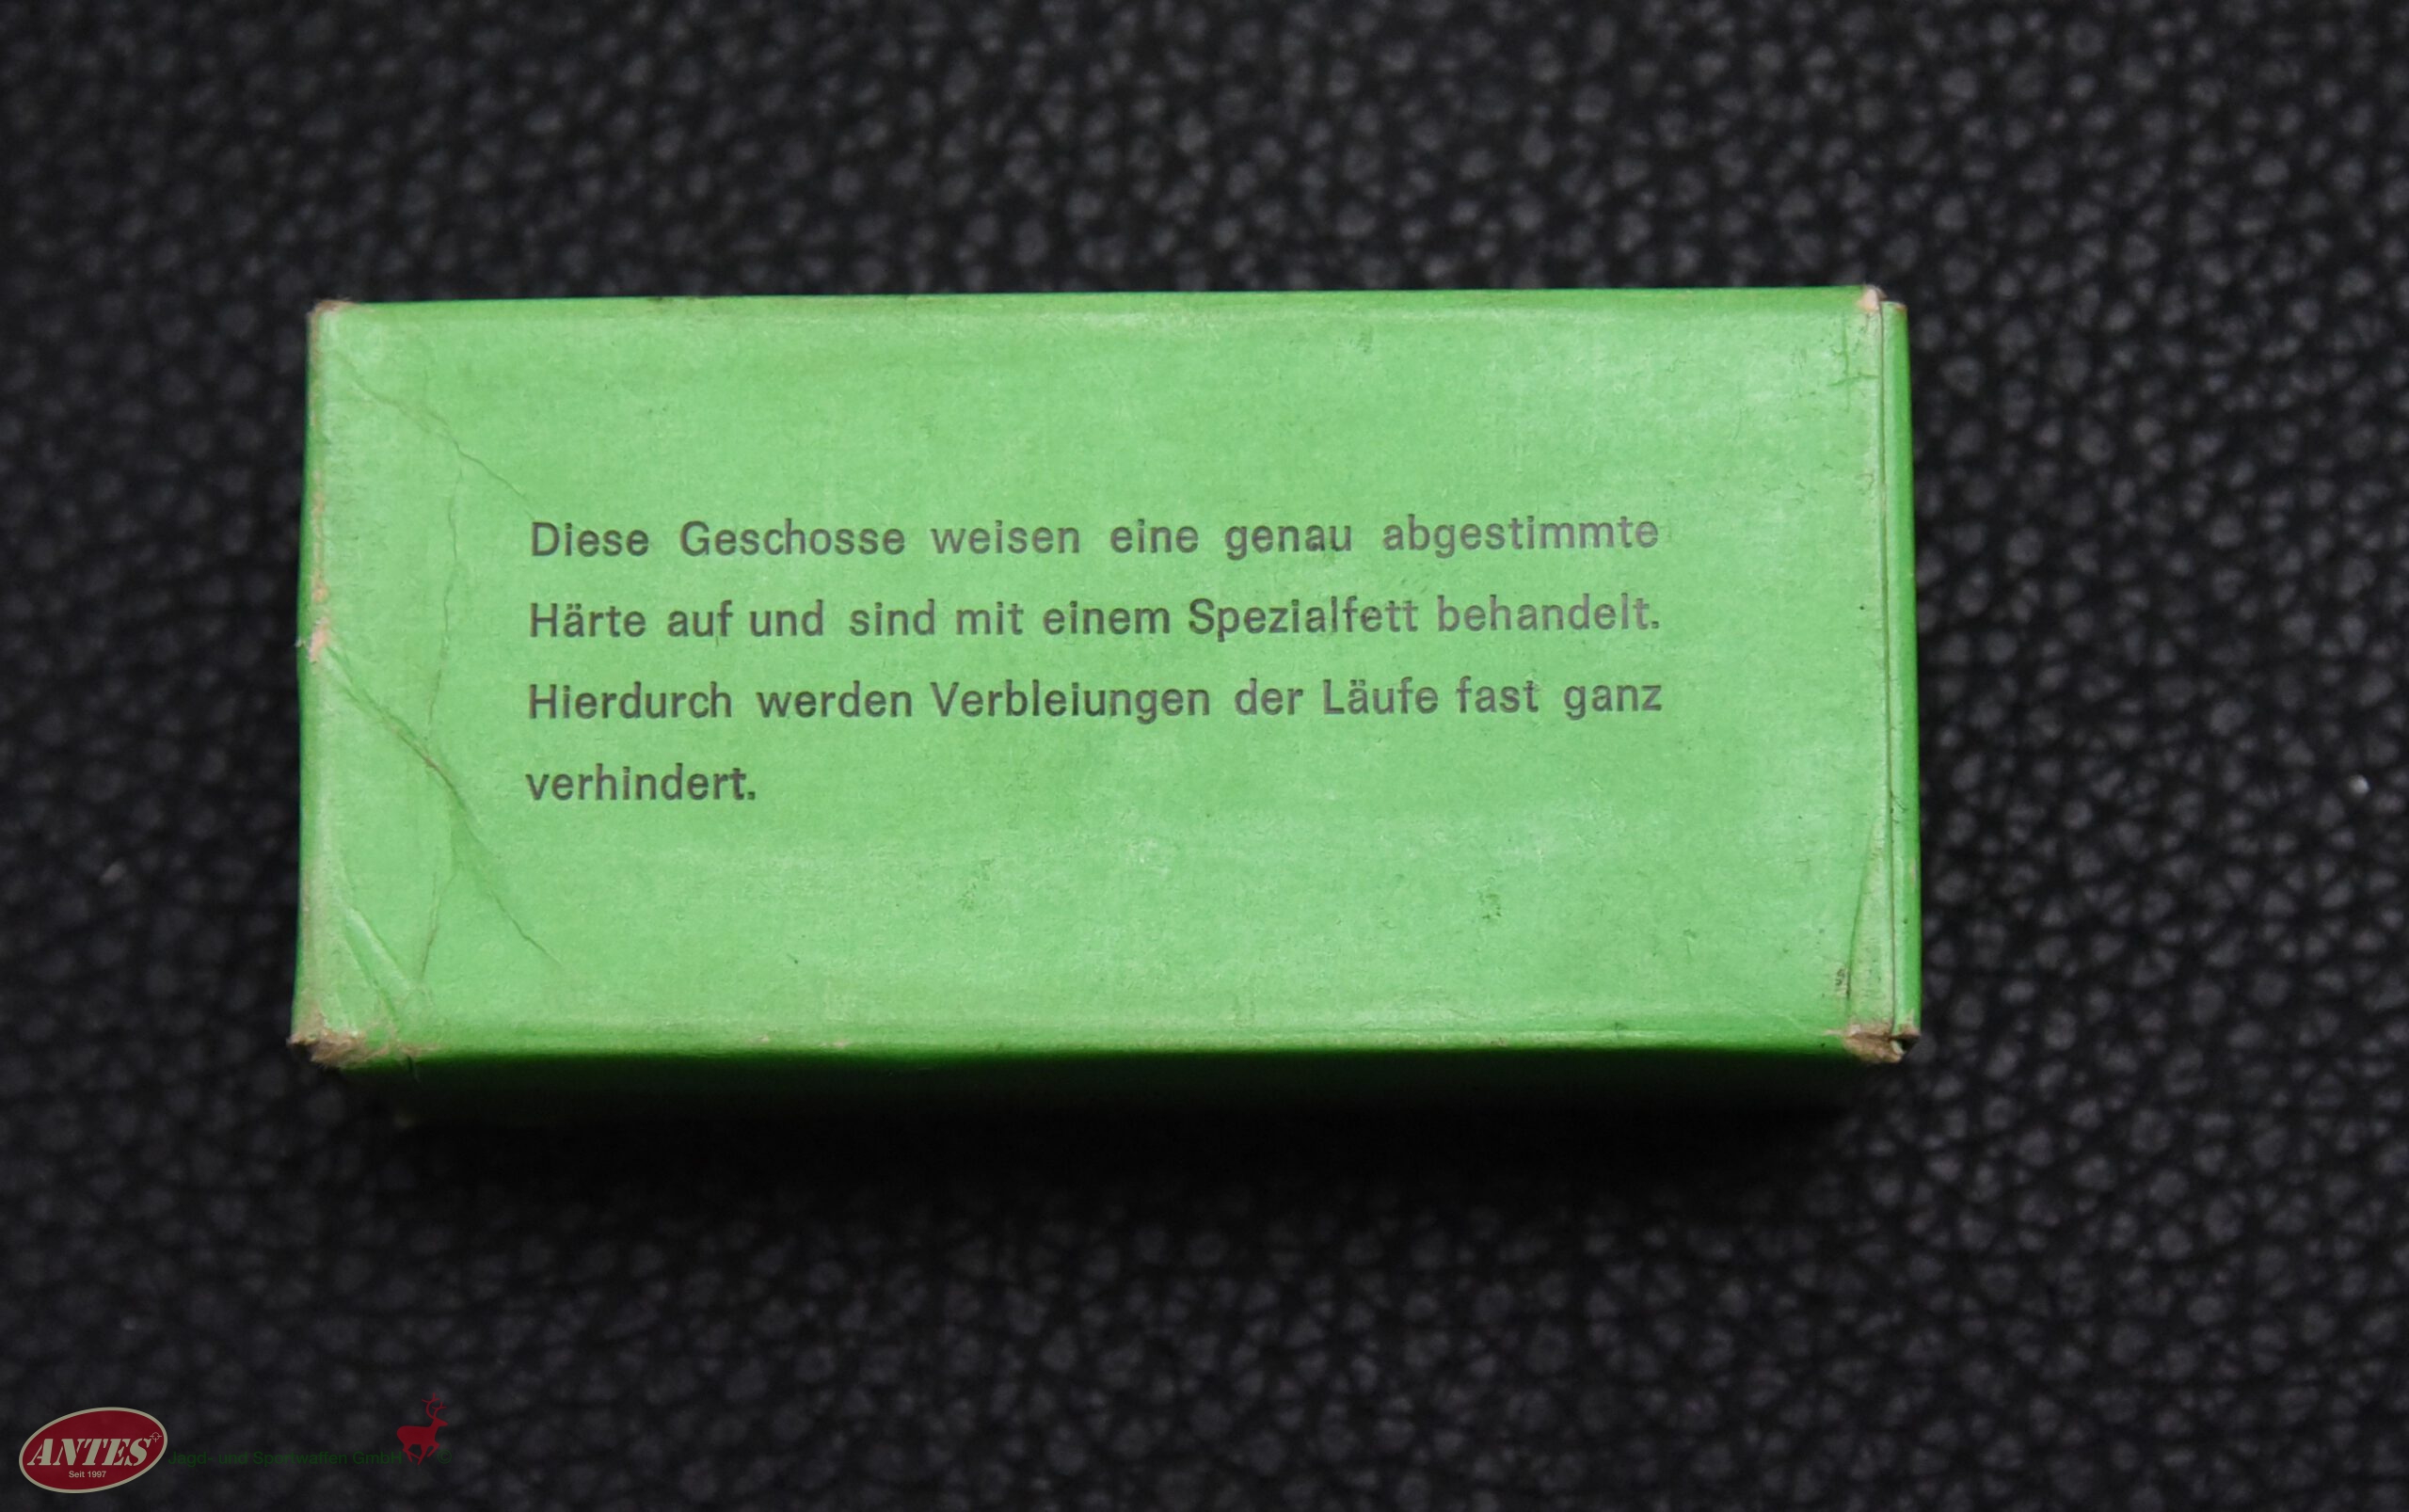 Diese Geschosse weisen eine genau abgestimmte
Härte auf und sind mit einem Spezialfett behandelt.
Hierdurch werden Verbleiungen der Läufe fast ganz
verhindert.
ANTES
Seit 1997
Jagd- und Sportwaffen GmbH ©